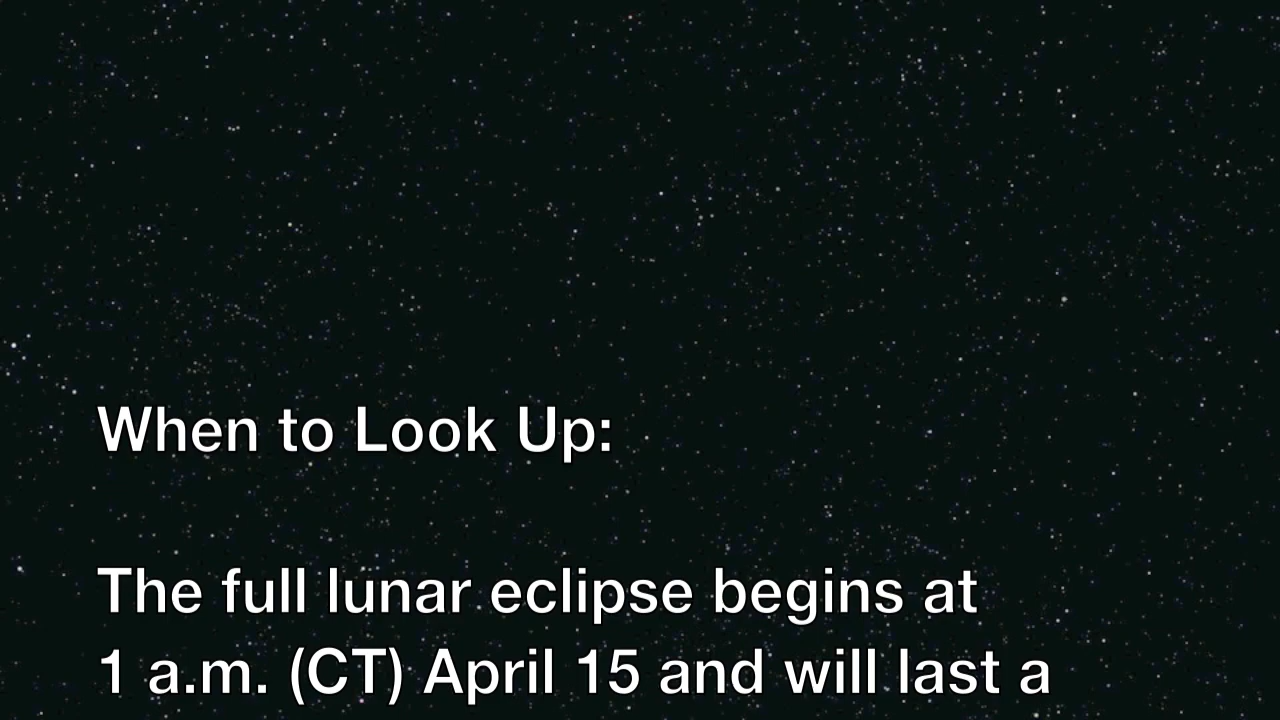 When to Look Up:
The full lunar eclipse begins at
1 a.m. (CT) April 15 and will last a